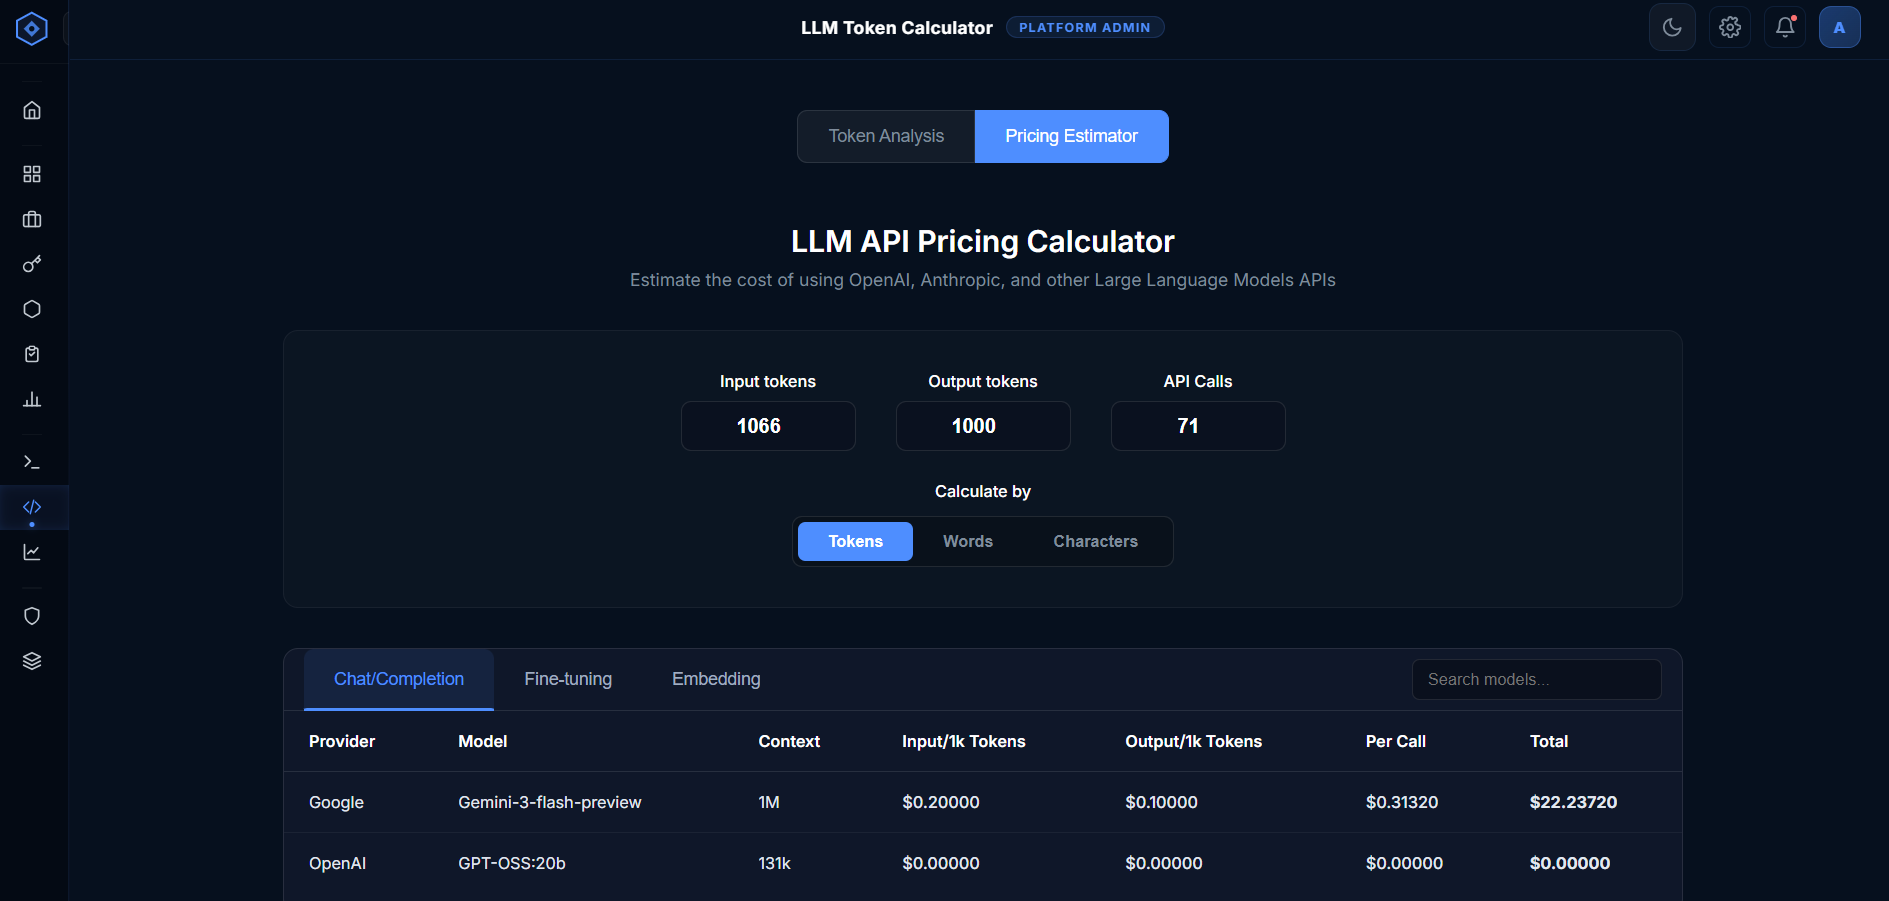 LLM Token Calculator PLATFORM ADMIN A
Token Analysis Pricing Estimator
LLM API Pricing Calculator
Estimate the cost of using OpenAI, Anthropic, and other Large Language Models APIs
Input tokens Output tokens API Calls
1066 1000 71
Calculate by
Tokens Words Characters
Chat/Completion Fine-tuning Embedding Search models...
Provider Model Context Input/1k Tokens Output/1k Tokens Per Call Total
Google Gemini-3-flash-preview 1M $0.20000 $0.10000 $0.31320 $22.23720
OpenAI GPT-OSS:20b 131k $0.00000 $0.00000 $0.00000 $0.00000